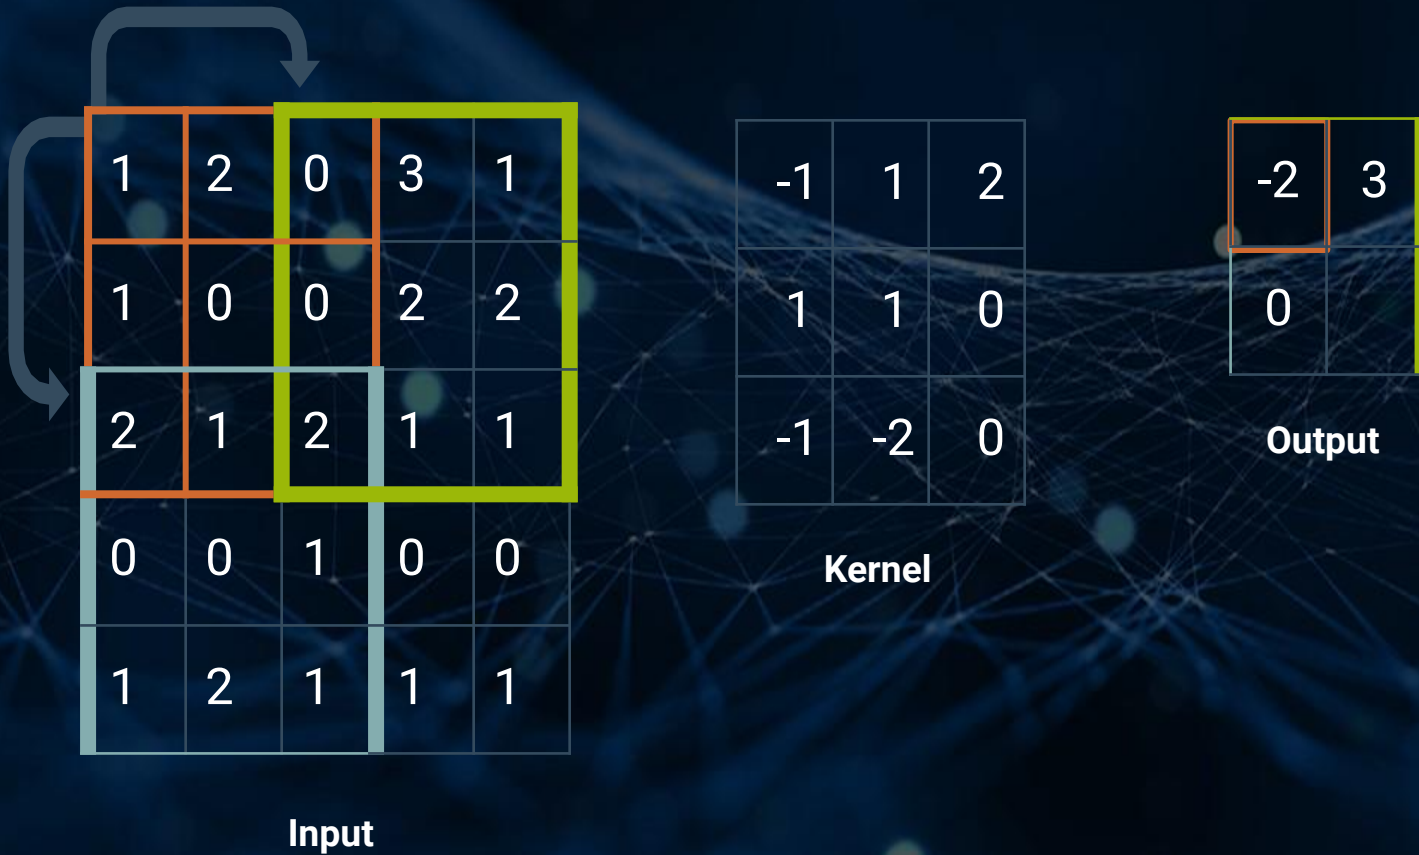 1 2 0 3 1
1 0 0 2 2
2 1 2 1 1
0 0 1 0 0
1 2 1 1 1
Input
-1 1 2
1 1 0
-1 -2 0
Kernel
-2 3
0
Output